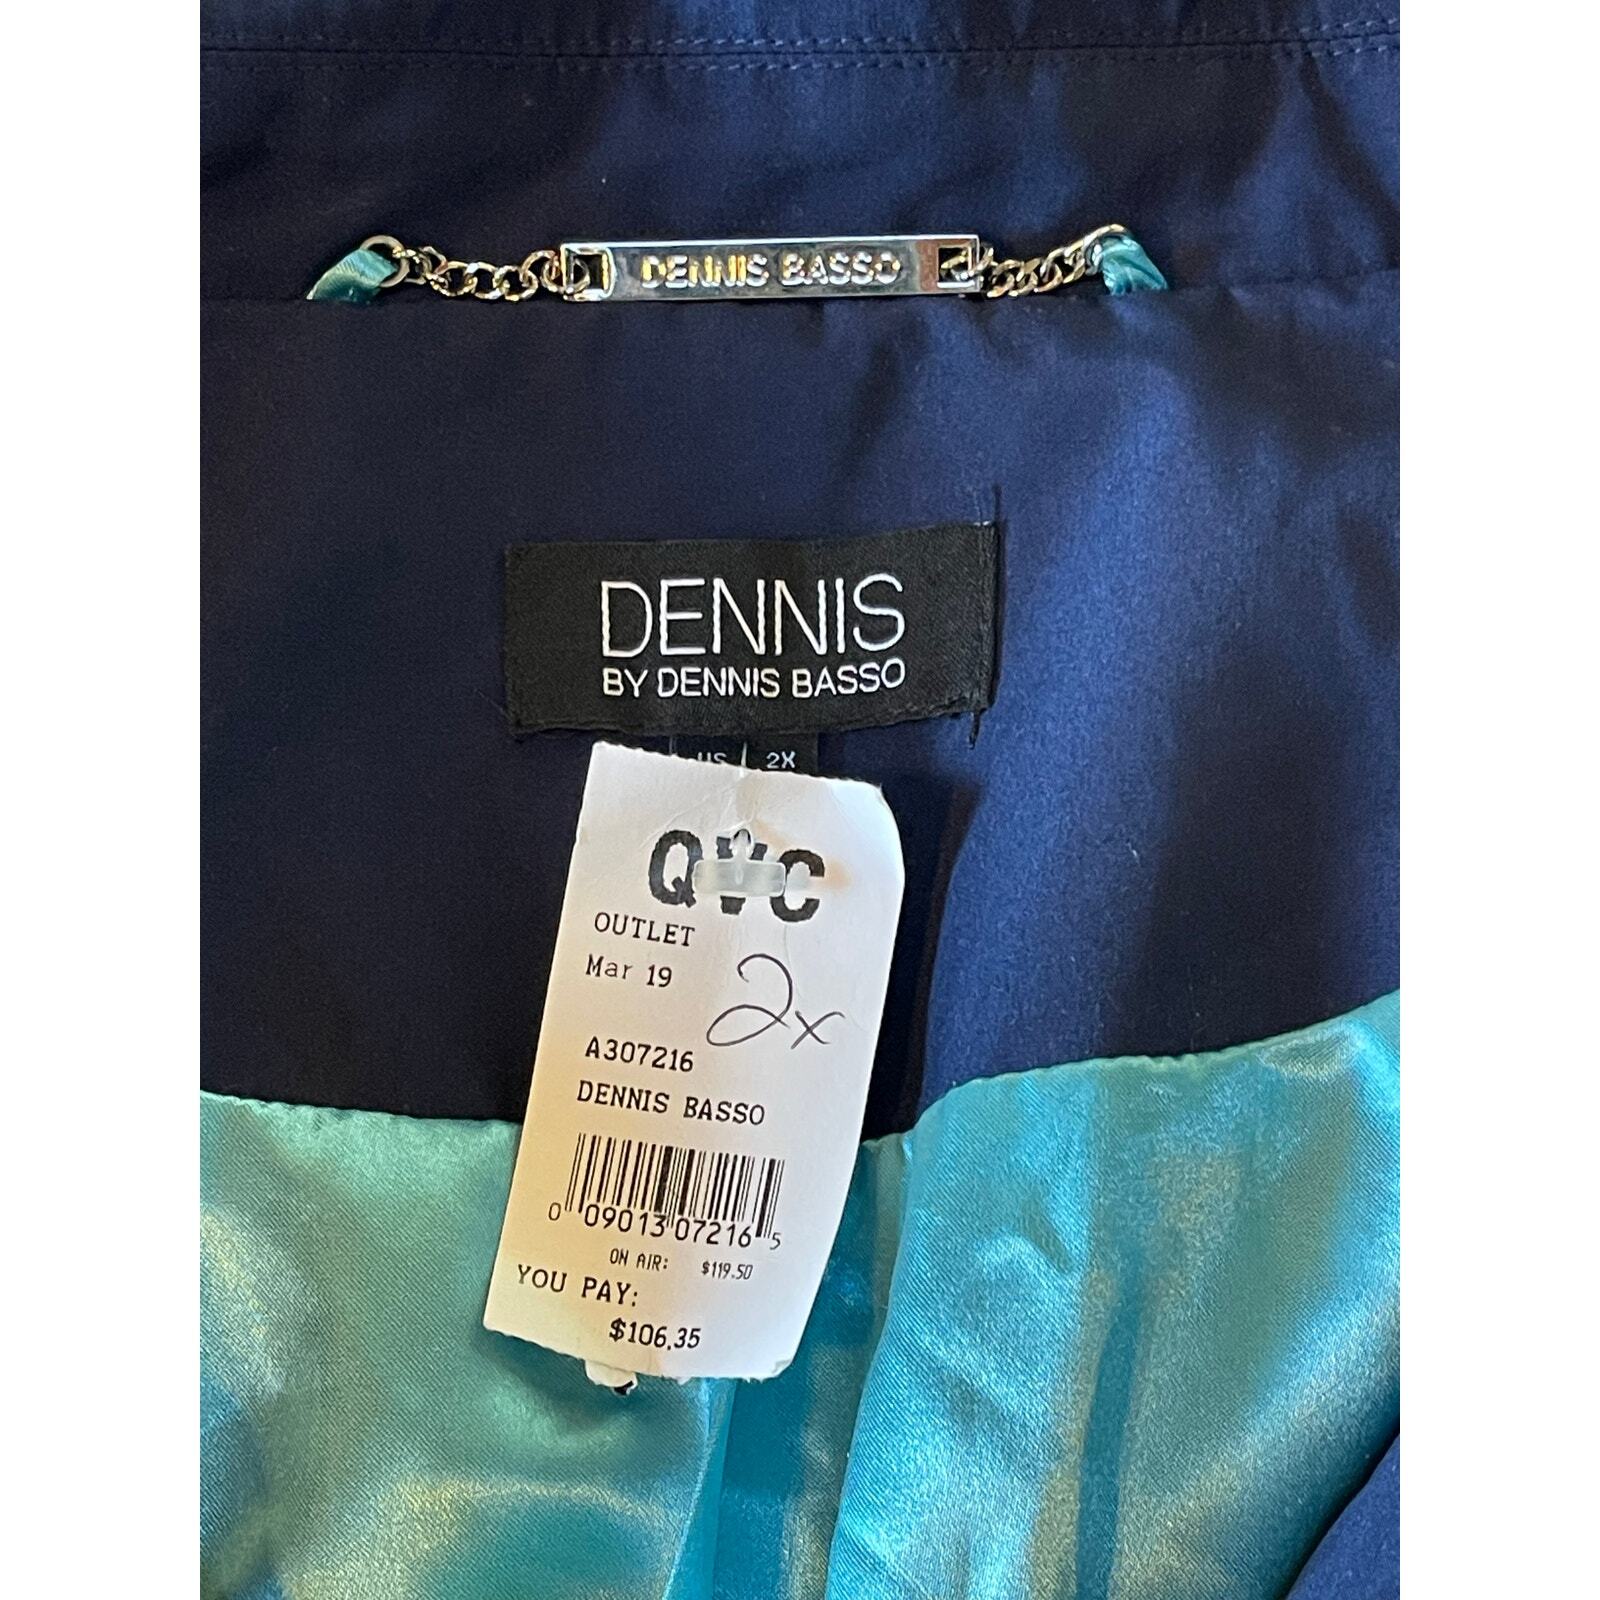 DENNIS BASSO
DENNIS
BY DENNIS BASSO
US 2X
QVC
OUTLET
Mar 19
2x
A307216
DENNIS BASSO
0 09013 07216 5
ON AIR: $119.50
YOU PAY:
$106.35